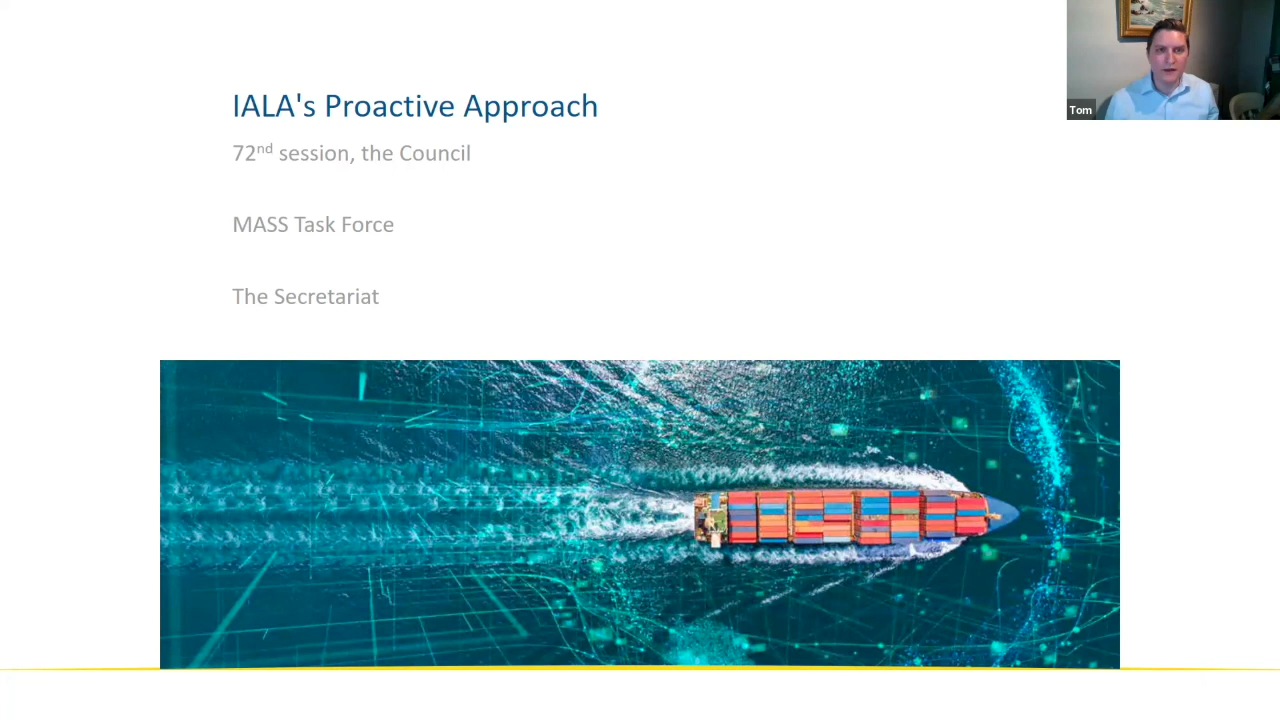 IALA's Proactive Approach
72nd session, the Council
MASS Task Force
The Secretariat
Tom